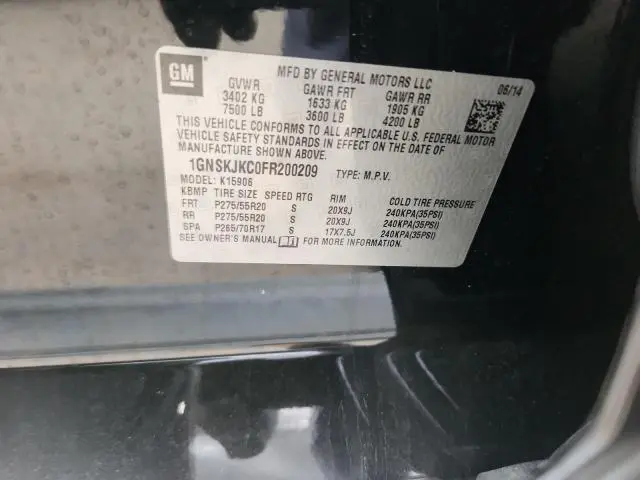 GM
MFD BY GENERAL MOTORS LLC
06/14
GVWR GAWR FRT GAWR RR
3402 KG 1633 KG 1905 KG
7500 LB 3600 LB 4200 LB
THIS VEHICLE CONFORMS TO ALL APPLICABLE U.S. FEDERAL MOTOR
VEHICLE SAFETY STANDARDS IN EFFECT ON THE DATE OF
MANUFACTURE SHOWN ABOVE.
1GNSKJKC0FR200209 TYPE: M.P.V.
MODEL: K15906
KBMP TIRE SIZE SPEED RTG RIM COLD TIRE PRESSURE
FRT P275/55R20 S 20X9J 240KPA(35PSI)
RR P275/55R20 S 20X9J 240KPA(35PSI)
SPA P265/70R17 S 17X7.5J 240KPA(35PSI)
SEE OWNER'S MANUAL FOR MORE INFORMATION.